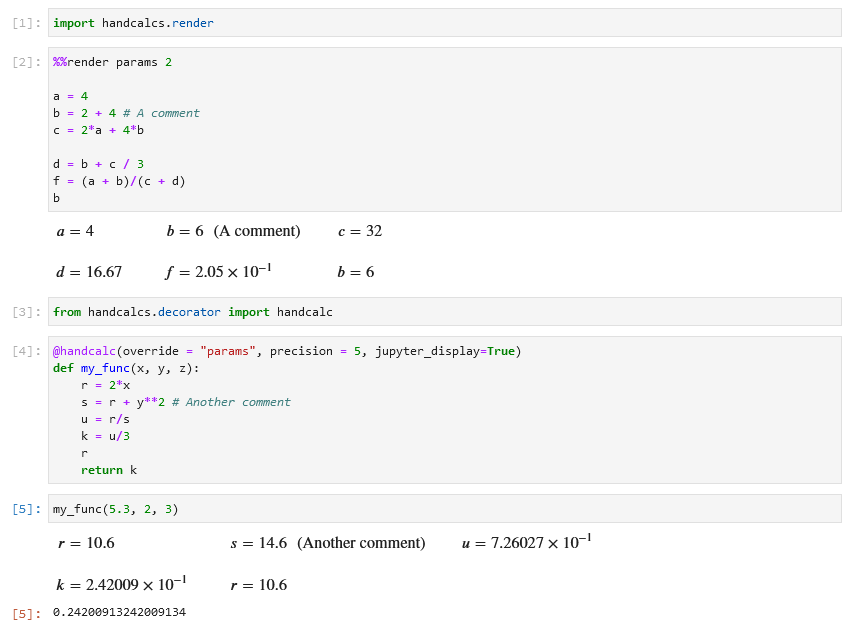 [1]: import handcalcs.render
[2]: %%render params 2
a = 4
b = 2 + 4 # A comment
c = 2*a + 4*b
d = b + c / 3
f = (a + b)/(c + d)
b
a = 4 b = 6 (A comment) c = 32
d = 16.67 f = 2.05 × 10⁻¹ b = 6
[3]: from handcalcs.decorator import handcalc
[4]: @handcalc(override = "params", precision = 5, jupyter_display=True)
def my_func(x, y, z):
    r = 2*x
    s = r + y**2 # Another comment
    u = r/s
    k = u/3
    r
    return k
[5]: my_func(5.3, 2, 3)
r = 10.6 s = 14.6 (Another comment) u = 7.26027 × 10⁻¹
k = 2.42009 × 10⁻¹ r = 10.6
[5]: 0.24200913242009134